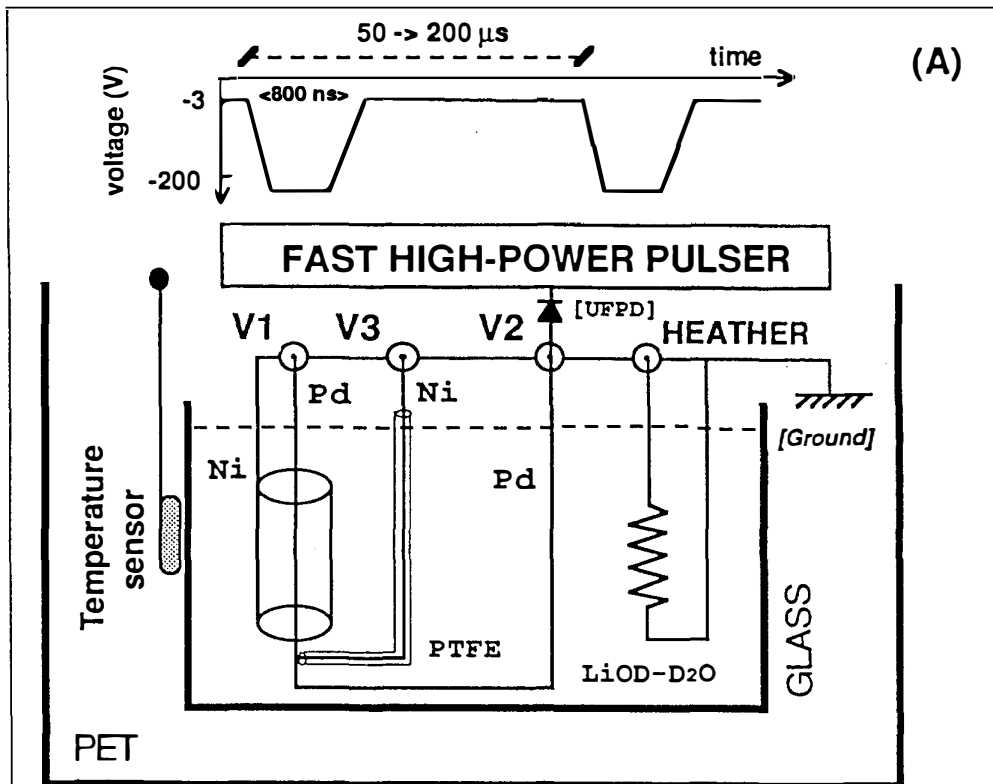 50 -> 200 µs
time
(A)
voltage (V)
-3
<800 ns>
-200
FAST HIGH-POWER PULSER
[UFPD]
V1 V3 V2 HEATHER
Pd Ni
[Ground]
Ni Pd
Temperature
sensor
PTFE
LiOD-D2O
GLASS
PET